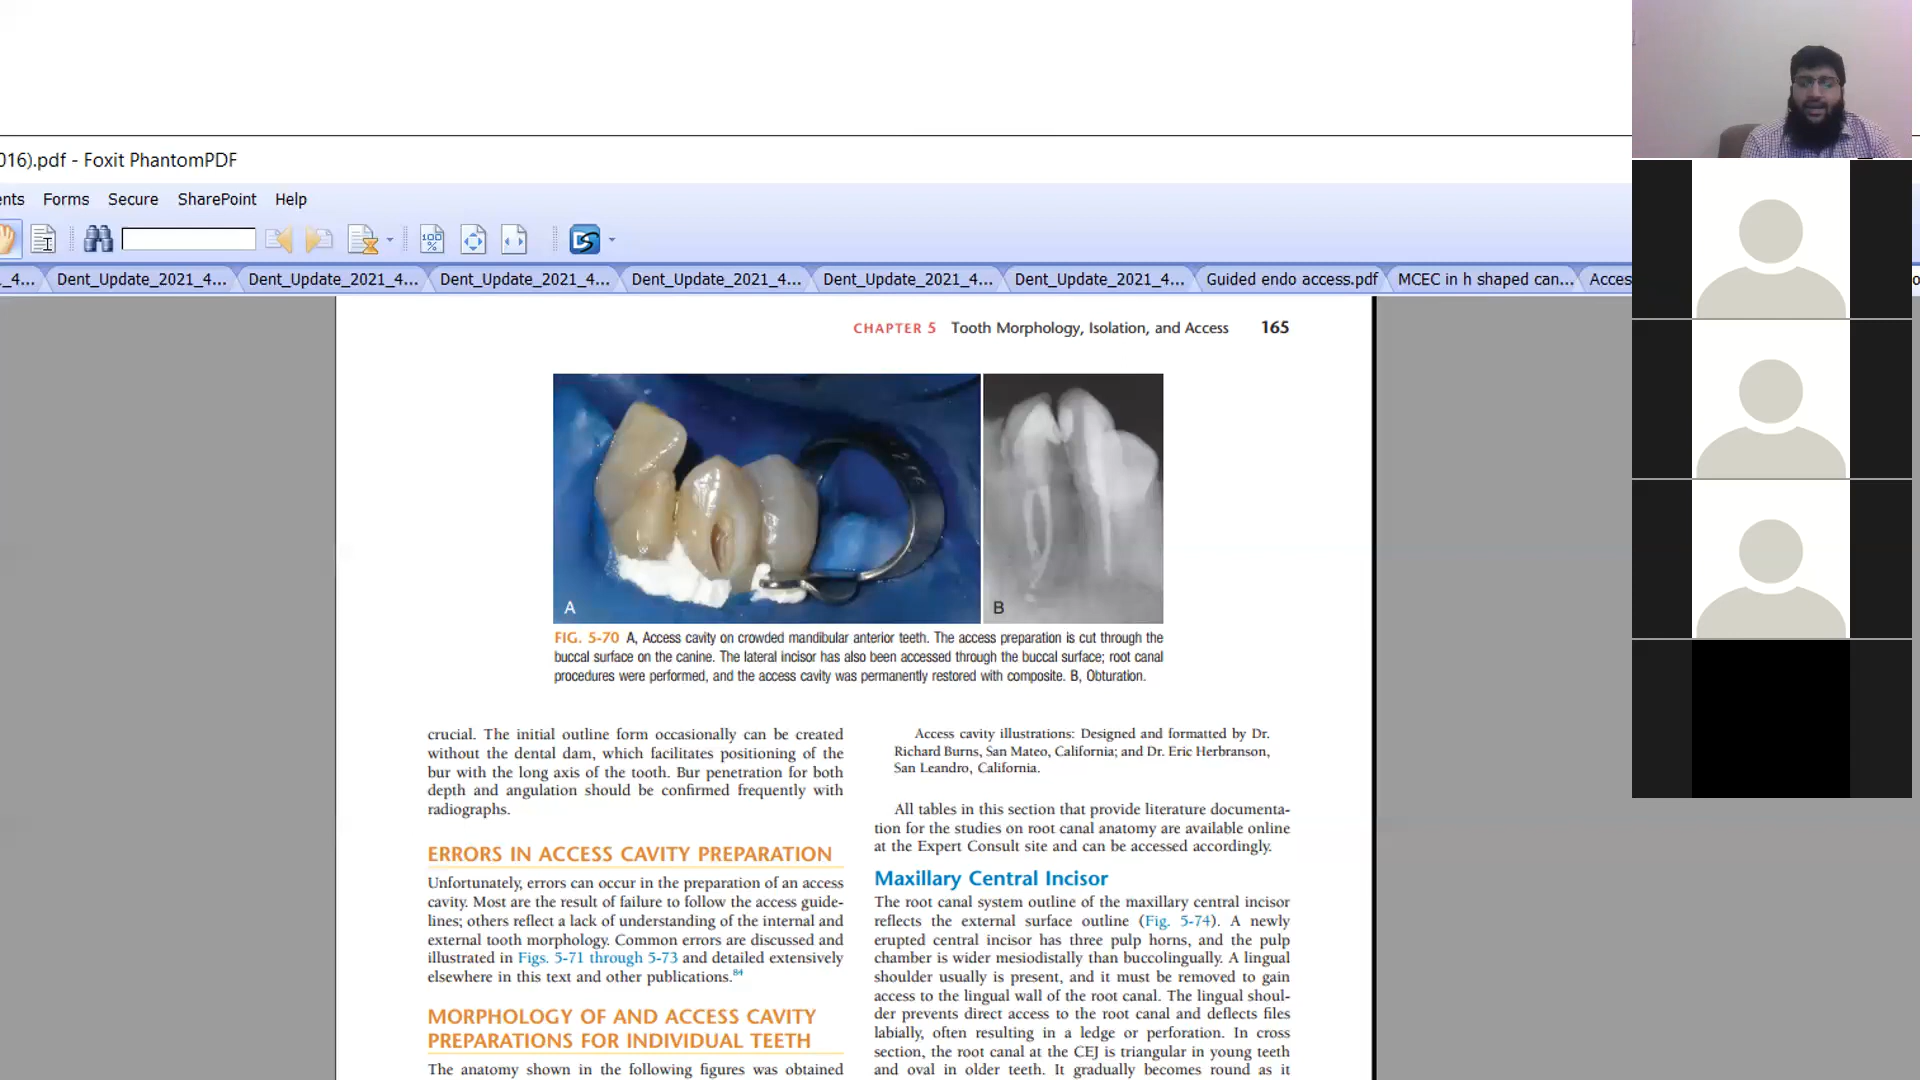 016).pdf - Foxit PhantomPDF
ents Forms Secure SharePoint Help
_4... Dent_Update_2021_4... Dent_Update_2021_4... Dent_Update_2021_4... Dent_Update_2021_4... Dent_Update_2021_4... Dent_Update_2021_4... Guided endo access.pdf MCEC in h shaped can... Acces
CHAPTER 5 Tooth Morphology, Isolation, and Access 165
A
B
FIG. 5-70 A, Access cavity on crowded mandibular anterior teeth. The access preparation is cut through the
buccal surface on the canine. The lateral incisor has also been accessed through the buccal surface; root canal
procedures were performed, and the access cavity was permanently restored with composite. B, Obturation.
crucial. The initial outline form occasionally can be created
without the dental dam, which facilitates positioning of the
bur with the long axis of the tooth. Bur penetration for both
depth and angulation should be confirmed frequently with
radiographs.
ERRORS IN ACCESS CAVITY PREPARATION
Unfortunately, errors can occur in the preparation of an access
cavity. Most are the result of failure to follow the access guide-
lines; others reflect a lack of understanding of the internal and
external tooth morphology. Common errors are discussed and
illustrated in Figs. 5-71 through 5-73 and detailed extensively
elsewhere in this text and other publications.84
MORPHOLOGY OF AND ACCESS CAVITY
PREPARATIONS FOR INDIVIDUAL TEETH
The anatomy shown in the following figures was obtained
Access cavity illustrations: Designed and formatted by Dr.
Richard Burns, San Mateo, California; and Dr. Eric Herbranson,
San Leandro, California.
All tables in this section that provide literature documenta-
tion for the studies on root canal anatomy are available online
at the Expert Consult site and can be accessed accordingly.
Maxillary Central Incisor
The root canal system outline of the maxillary central incisor
reflects the external surface outline (Fig. 5-74). A newly
erupted central incisor has three pulp horns, and the pulp
chamber is wider mesiodistally than buccolingually. A lingual
shoulder usually is present, and it must be removed to gain
access to the lingual wall of the root canal. The lingual shoul-
der prevents direct access to the root canal and deflects files
labially, often resulting in a ledge or perforation. In cross
section, the root canal at the CEJ is triangular in young teeth
and oval in older teeth. It gradually becomes round as it